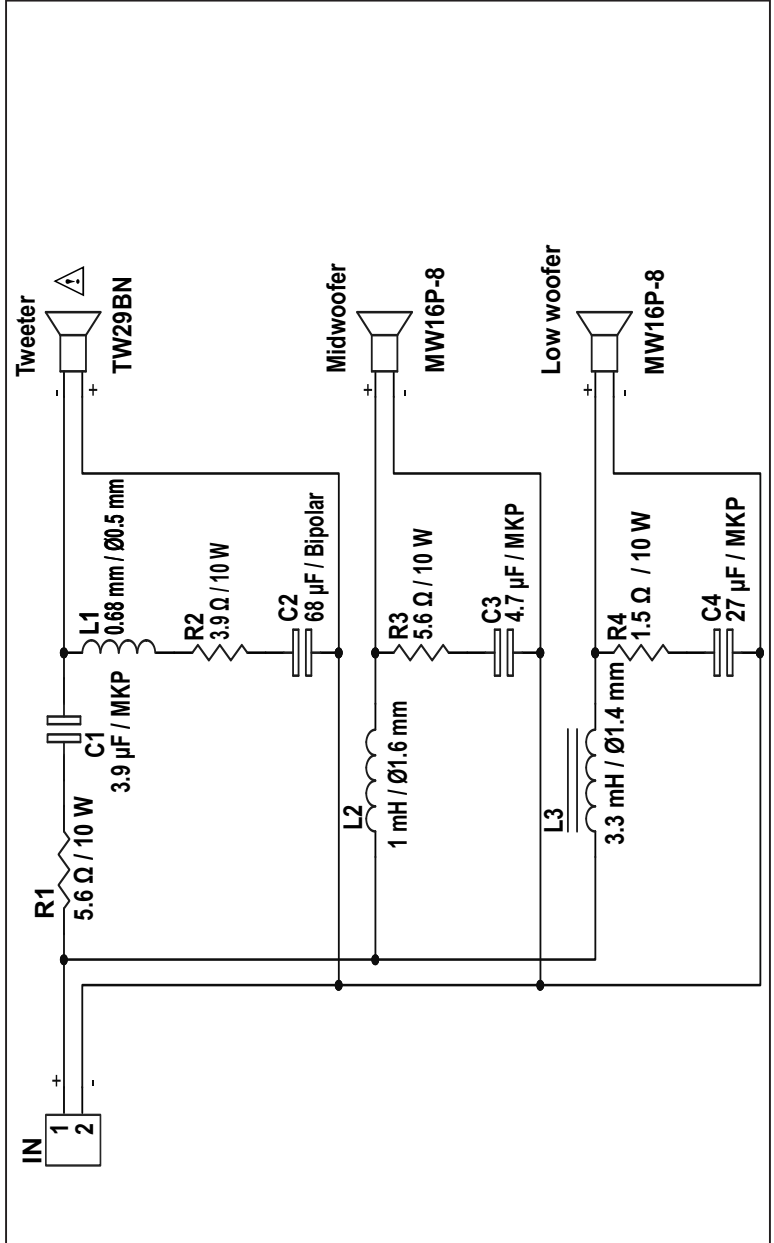 IN
1
2
+
-
R1
5.6 Ω / 10 W
C1
3.9 µF / MKP
L1
0.68 mm / Ø0.5 mm
R2
3.9 Ω / 10 W
C2
68 µF / Bipolar
-
+
Tweeter
!
TW29BN
L2
1 mH / Ø1.6 mm
R3
5.6 Ω / 10 W
C3
4.7 µF / MKP
+
-
Midwoofer
MW16P-8
L3
3.3 mH / Ø1.4 mm
R4
1.5 Ω / 10 W
C4
27 µF / MKP
+
-
Low woofer
MW16P-8